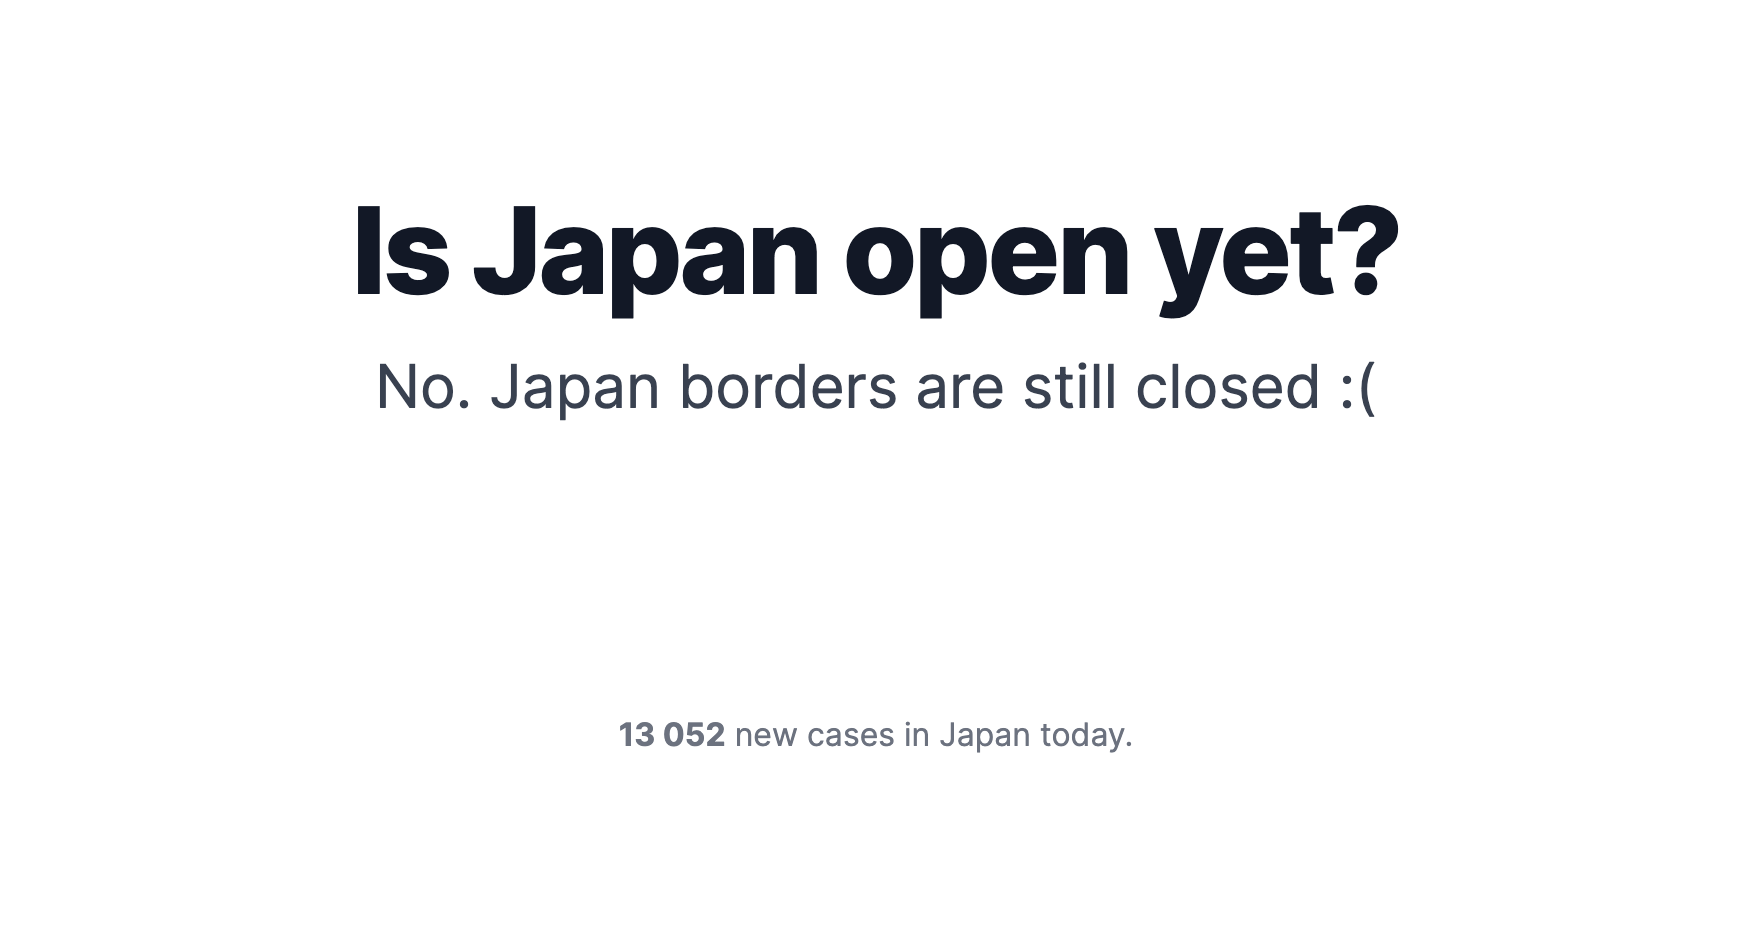 Is Japan open yet?
No. Japan borders are still closed :(
13 052 new cases in Japan today.